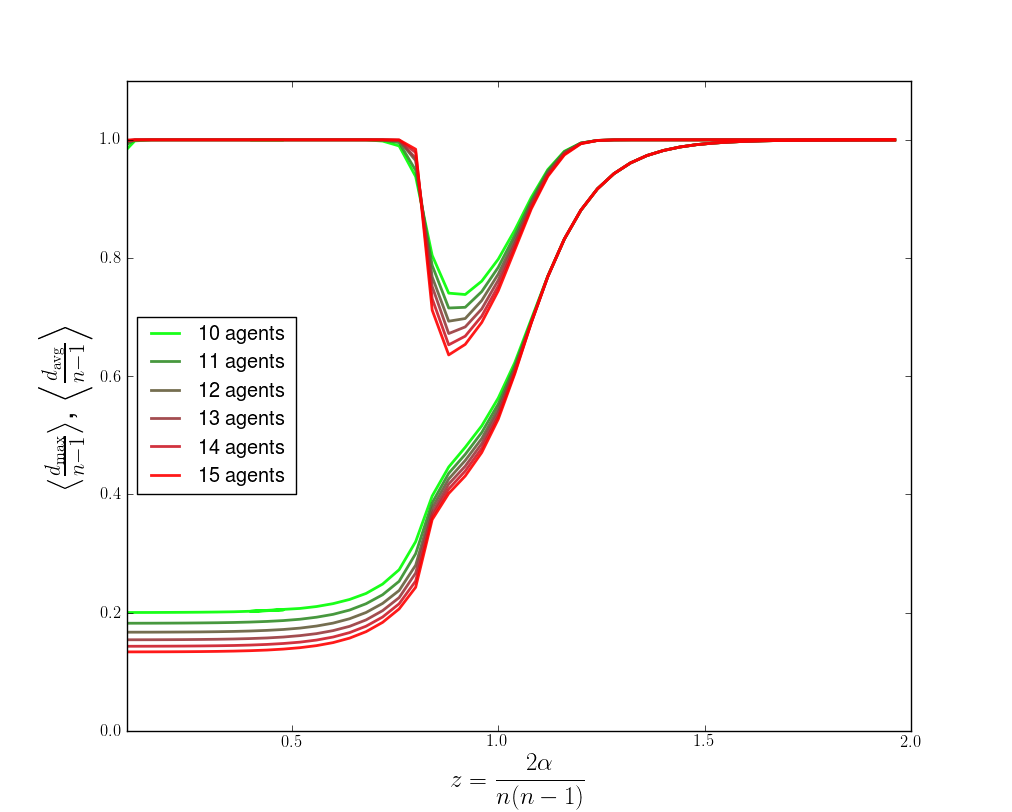 1.0
0.8
0.6
0.4
0.2
0.0
⟨d_max/(n−1)⟩, ⟨d_avg/(n−1)⟩
10 agents
11 agents
12 agents
13 agents
14 agents
15 agents
0.5 1.0 1.5 2.0
z = 2α/(n(n − 1))